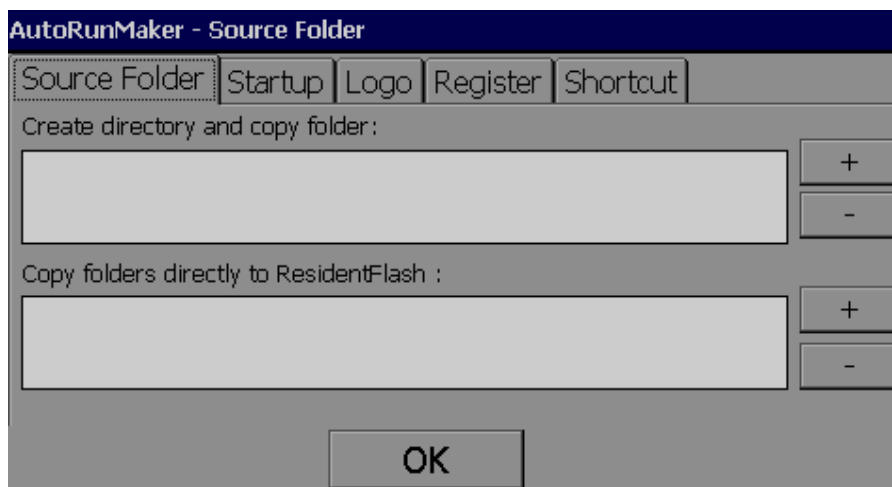 AutoRunMaker - Source Folder
Source Folder Startup Logo Register Shortcut
Create directory and copy folder:
+
-
Copy folders directly to ResidentFlash :
+
-
OK